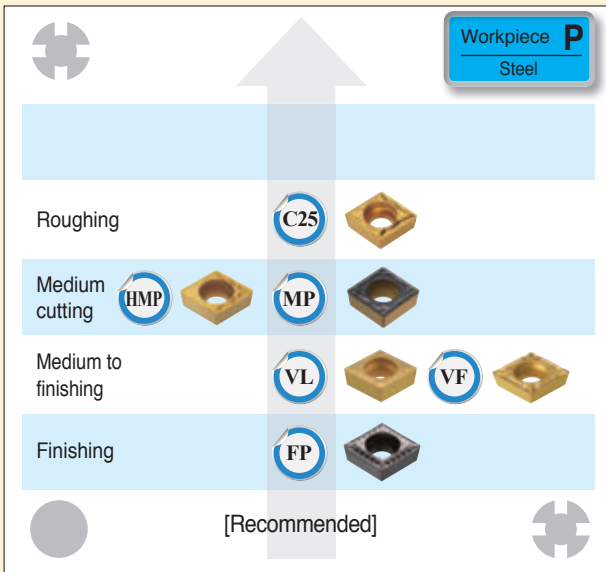 Workpiece P
Steel
Roughing
C25
Medium
cutting
HMP
MP
Medium to
finishing
VL
VF
Finishing
FP
[Recommended]